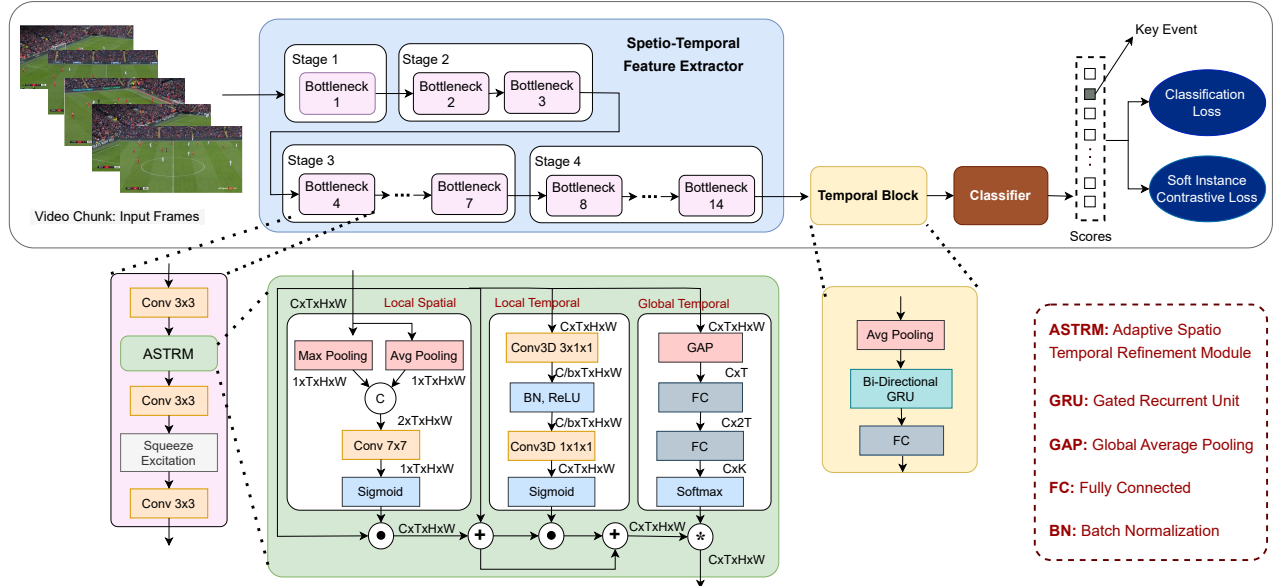 Video Chunk: Input Frames
Spetio-Temporal
Feature Extractor
Stage 1
Bottleneck
1
Stage 2
Bottleneck
2
Bottleneck
3
Stage 3
Bottleneck
4
Bottleneck
7
Stage 4
Bottleneck
8
Bottleneck
14
Temporal Block
Classifier
Scores
Key Event
Classification
Loss
Soft Instance
Contrastive Loss
Conv 3x3
ASTRM
Conv 3x3
Squeeze
Excitation
Conv 3x3
CxTxHxW
Local Spatial
Max Pooling
Avg Pooling
1xTxHxW
1xTxHxW
C
2xTxHxW
Conv 7x7
1xTxHxW
Sigmoid
CxTxHxW
Local Temporal
CxTxHxW
Conv3D 3x1x1
C/bxTxHxW
BN, ReLU
C/bxTxHxW
Conv3D 1x1x1
CxTxHxW
Sigmoid
+
+
Global Temporal
CxTxHxW
GAP
CxT
FC
Cx2T
FC
CxK
Softmax
CxTxHxW
*
CxTxHxW
Avg Pooling
Bi-Directional
GRU
FC
ASTRM: Adaptive Spatio
Temporal Refinement Module
GRU: Gated Recurrent Unit
GAP: Global Average Pooling
FC: Fully Connected
BN: Batch Normalization